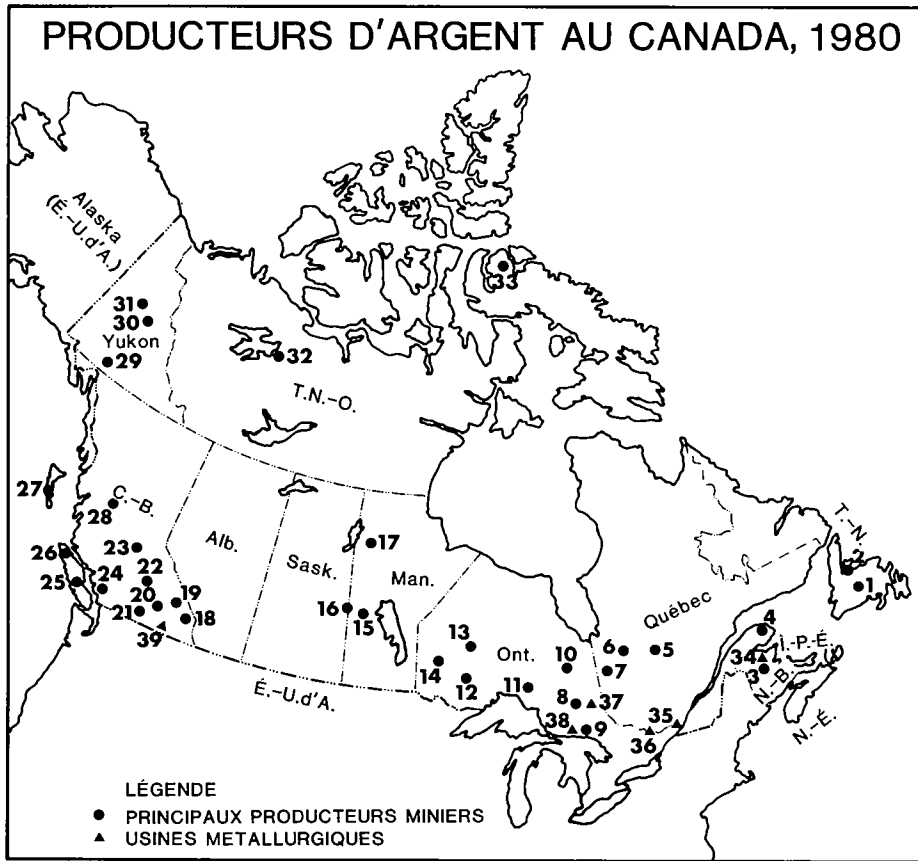 PRODUCTEURS D'ARGENT AU CANADA, 1980
Alaska
(É.-U.d'A.)
33
31
30
Yukon
29
32
T.N.-O.
27
C.-B.
28
26
23
Alb.
Sask.
17
Man.
T.-N.
2
1
25
24
22
20
19
21
18
39
16
15
É.-U.d'A.
13
14
12
Ont.
11
10
Québec
6
5
7
8
37
38
9
35
36
4
Î.-P.-É.
34
3
N.-B.
N.-É.
LÉGENDE
● PRINCIPAUX PRODUCTEURS MINIERS
▲ USINES METALLURGIQUES